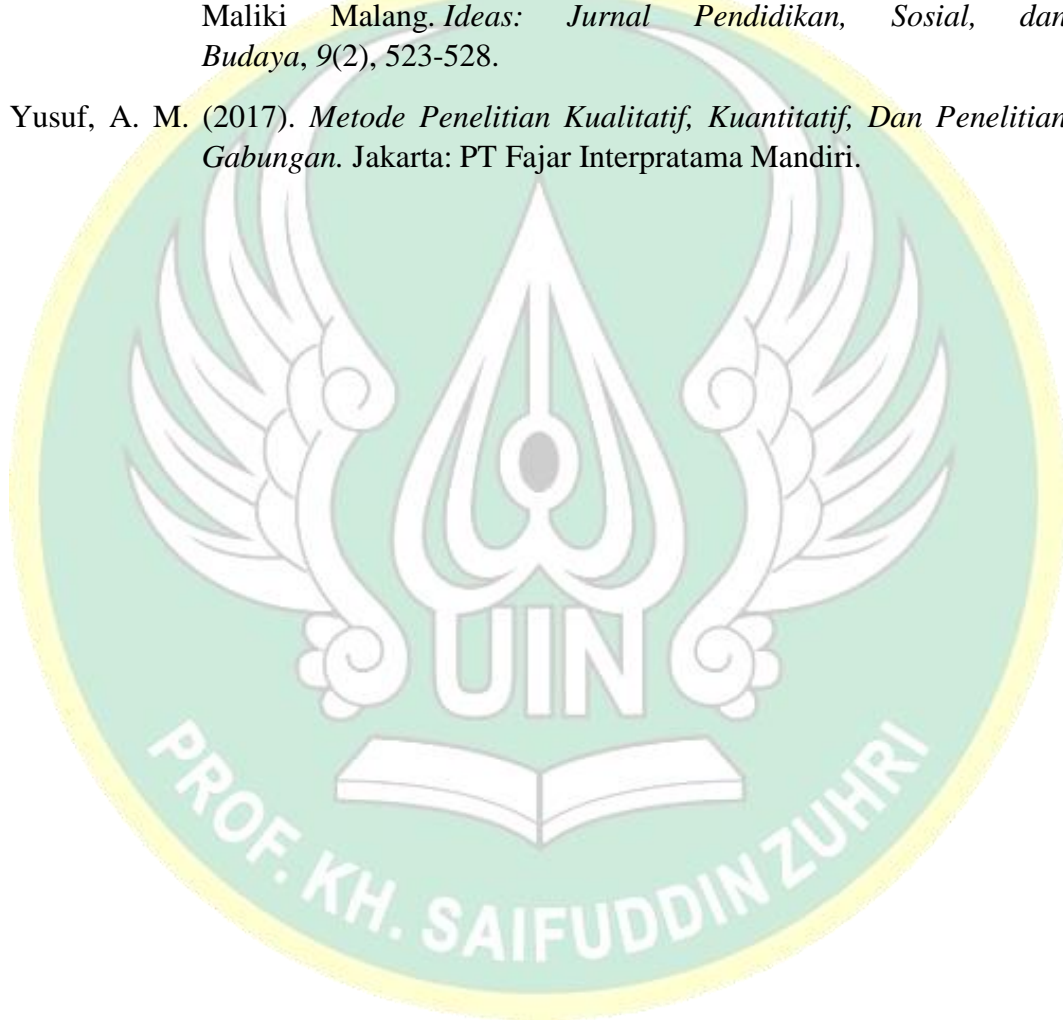 Maliki Malang. Ideas: Jurnal Pendidikan, Sosial, dan
Budaya, 9(2), 523-528.
Yusuf, A. M. (2017). Metode Penelitian Kualitatif, Kuantitatif, Dan Penelitian
Gabungan. Jakarta: PT Fajar Interpratama Mandiri.
UIN
PROF. KH. SAIFUDDIN ZUHRI